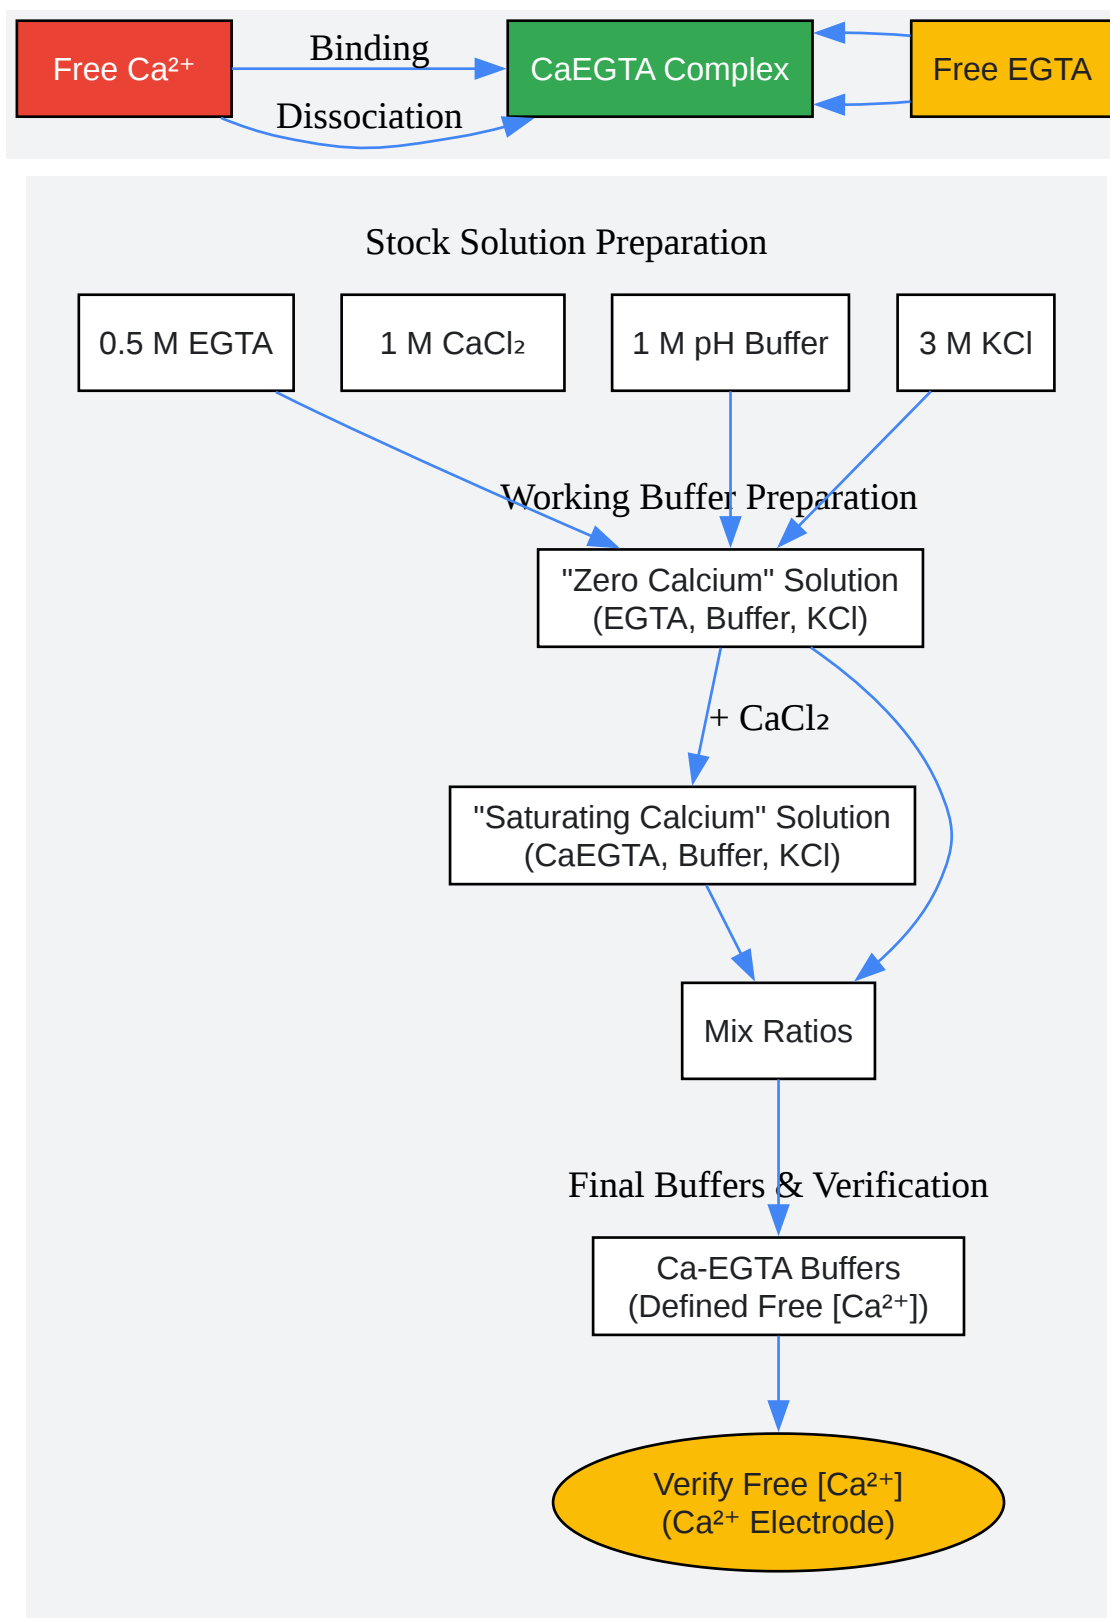 Free Ca²⁺
Binding
CaEGTA Complex
Free EGTA
Dissociation
Stock Solution Preparation
0.5 M EGTA
1 M CaCl₂
1 M pH Buffer
3 M KCl
Working Buffer Preparation
"Zero Calcium" Solution
(EGTA, Buffer, KCl)
+ CaCl₂
"Saturating Calcium" Solution
(CaEGTA, Buffer, KCl)
Mix Ratios
Final Buffers & Verification
Ca-EGTA Buffers
(Defined Free [Ca²⁺])
Verify Free [Ca²⁺]
(Ca²⁺ Electrode)